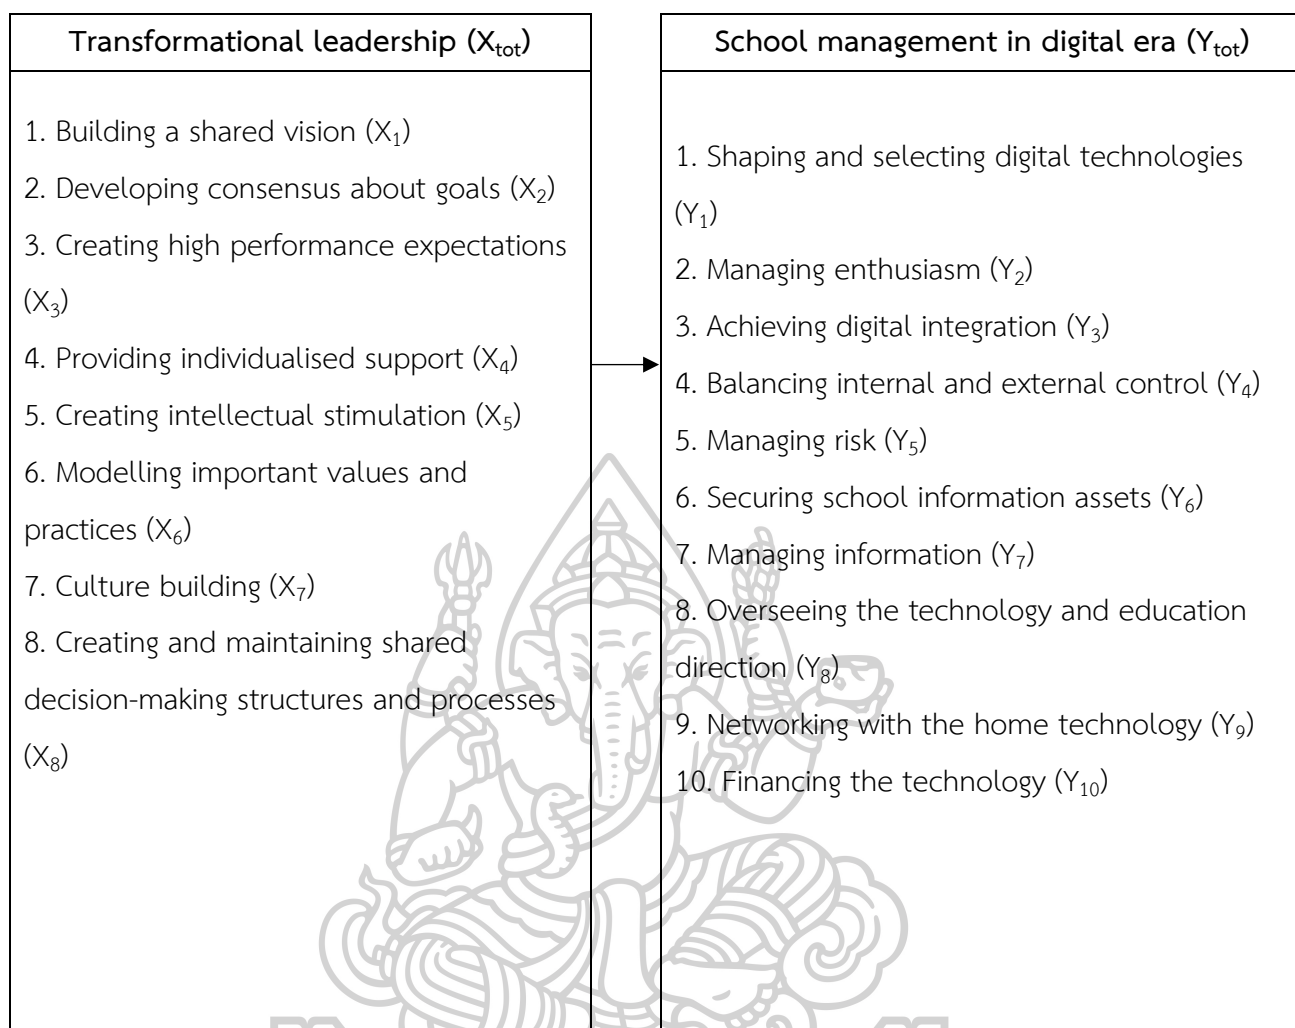 Transformational leadership (Xtot)
1. Building a shared vision (X1)
2. Developing consensus about goals (X2)
3. Creating high performance expectations
(X3)
4. Providing individualised support (X4)
5. Creating intellectual stimulation (X5)
6. Modelling important values and
practices (X6)
7. Culture building (X7)
8. Creating and maintaining shared
decision-making structures and processes
(X8)
School management in digital era (Ytot)
1. Shaping and selecting digital technologies
(Y1)
2. Managing enthusiasm (Y2)
3. Achieving digital integration (Y3)
4. Balancing internal and external control (Y4)
5. Managing risk (Y5)
6. Securing school information assets (Y6)
7. Managing information (Y7)
8. Overseeing the technology and education
direction (Y8)
9. Networking with the home technology (Y9)
10. Financing the technology (Y10)